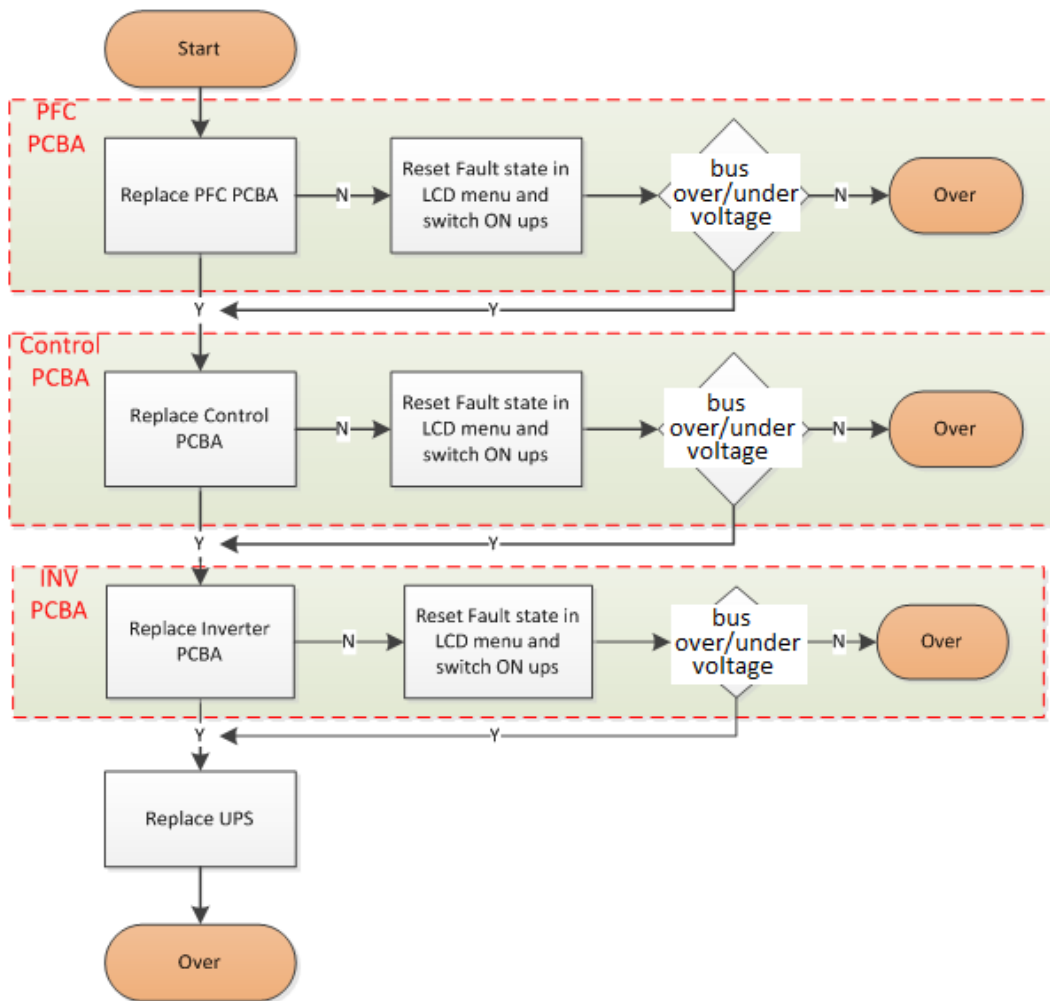 Start
PFC
PCBA
Replace PFC PCBA
N
Reset Fault state in
LCD menu and
switch ON ups
bus
over/under
voltage
N
Over
Y
Y
Control
PCBA
Replace Control
PCBA
N
Reset Fault state in
LCD menu and
switch ON ups
bus
over/under
voltage
N
Over
Y
Y
INV
PCBA
Replace Inverter
PCBA
N
Reset Fault state in
LCD menu and
switch ON ups
bus
over/under
voltage
N
Over
Y
Y
Replace UPS
Over